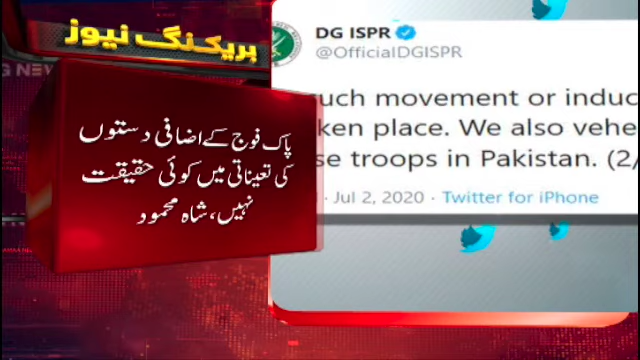 بریکنگ نیوز
G NEW
پاک فوج کے اضافی دستوں
کی تعیناتی میں کوئی حقیقت
نہیں، شاہ محمود
DG ISPR
@OfficialDGISPR
uch movement or induc
ken place. We also vehe
se troops in Pakistan. (2/
Jul 2, 2020 · Twitter for iPhone